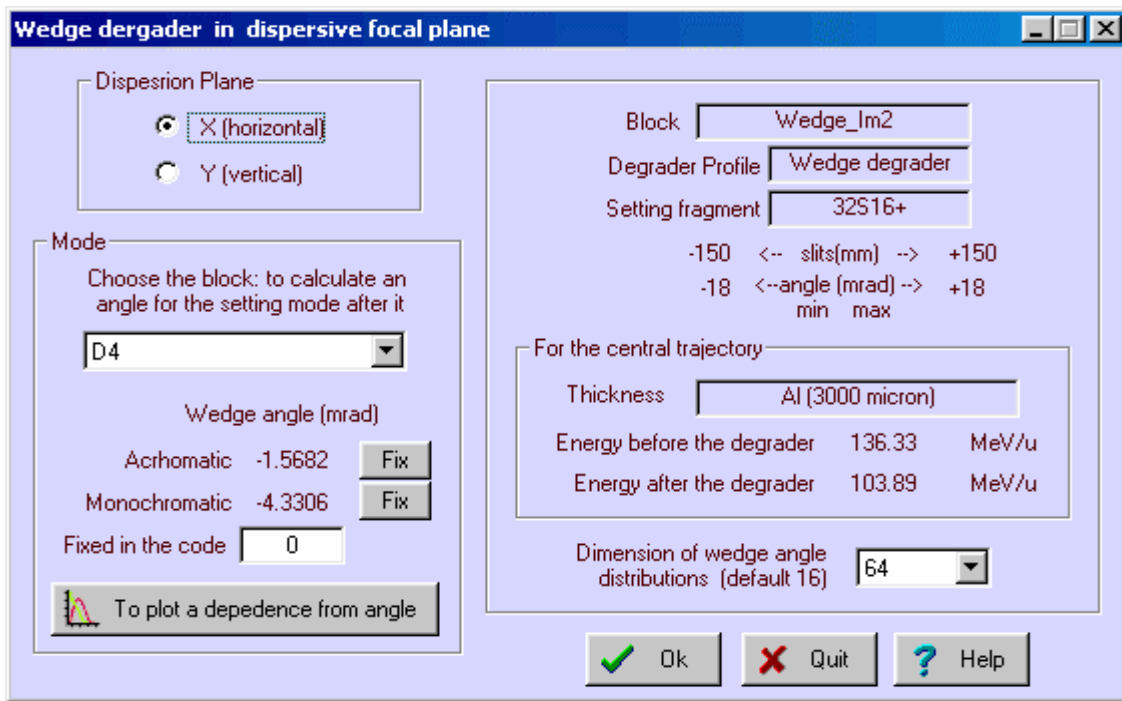 Wedge dergader in dispersive focal plane
Dispesrion Plane
X (horizontal)
Y (vertical)
Mode
Choose the block: to calculate an
angle for the setting mode after it
D4
Wedge angle (mrad)
Acrhomatic -1.5682 Fix
Monochromatic -4.3306 Fix
Fixed in the code 0
To plot a depedence from angle
Block Wedge_Im2
Degrader Profile Wedge degrader
Setting fragment 32S16+
-150 <-- slits(mm) --> +150
-18 <--angle (mrad) --> +18
min max
For the central trajectory
Thickness Al (3000 micron)
Energy before the degrader 136.33 MeV/u
Energy after the degrader 103.89 MeV/u
Dimension of wedge angle
distributions (default 16) 64
Ok Quit ? Help